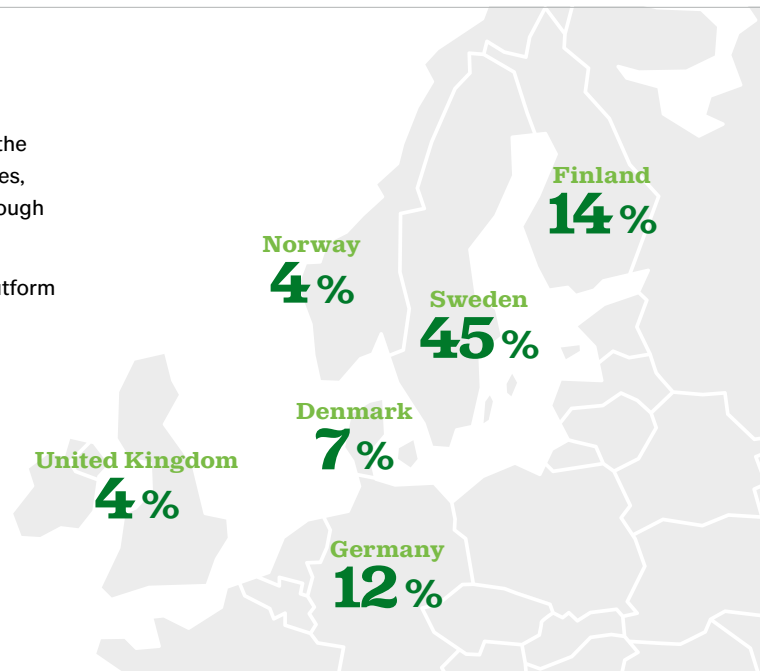 the
es,
ough
tform
Finland
14 %
Norway
4 %
Sweden
45 %
Denmark
7 %
United Kingdom
4 %
Germany
12 %